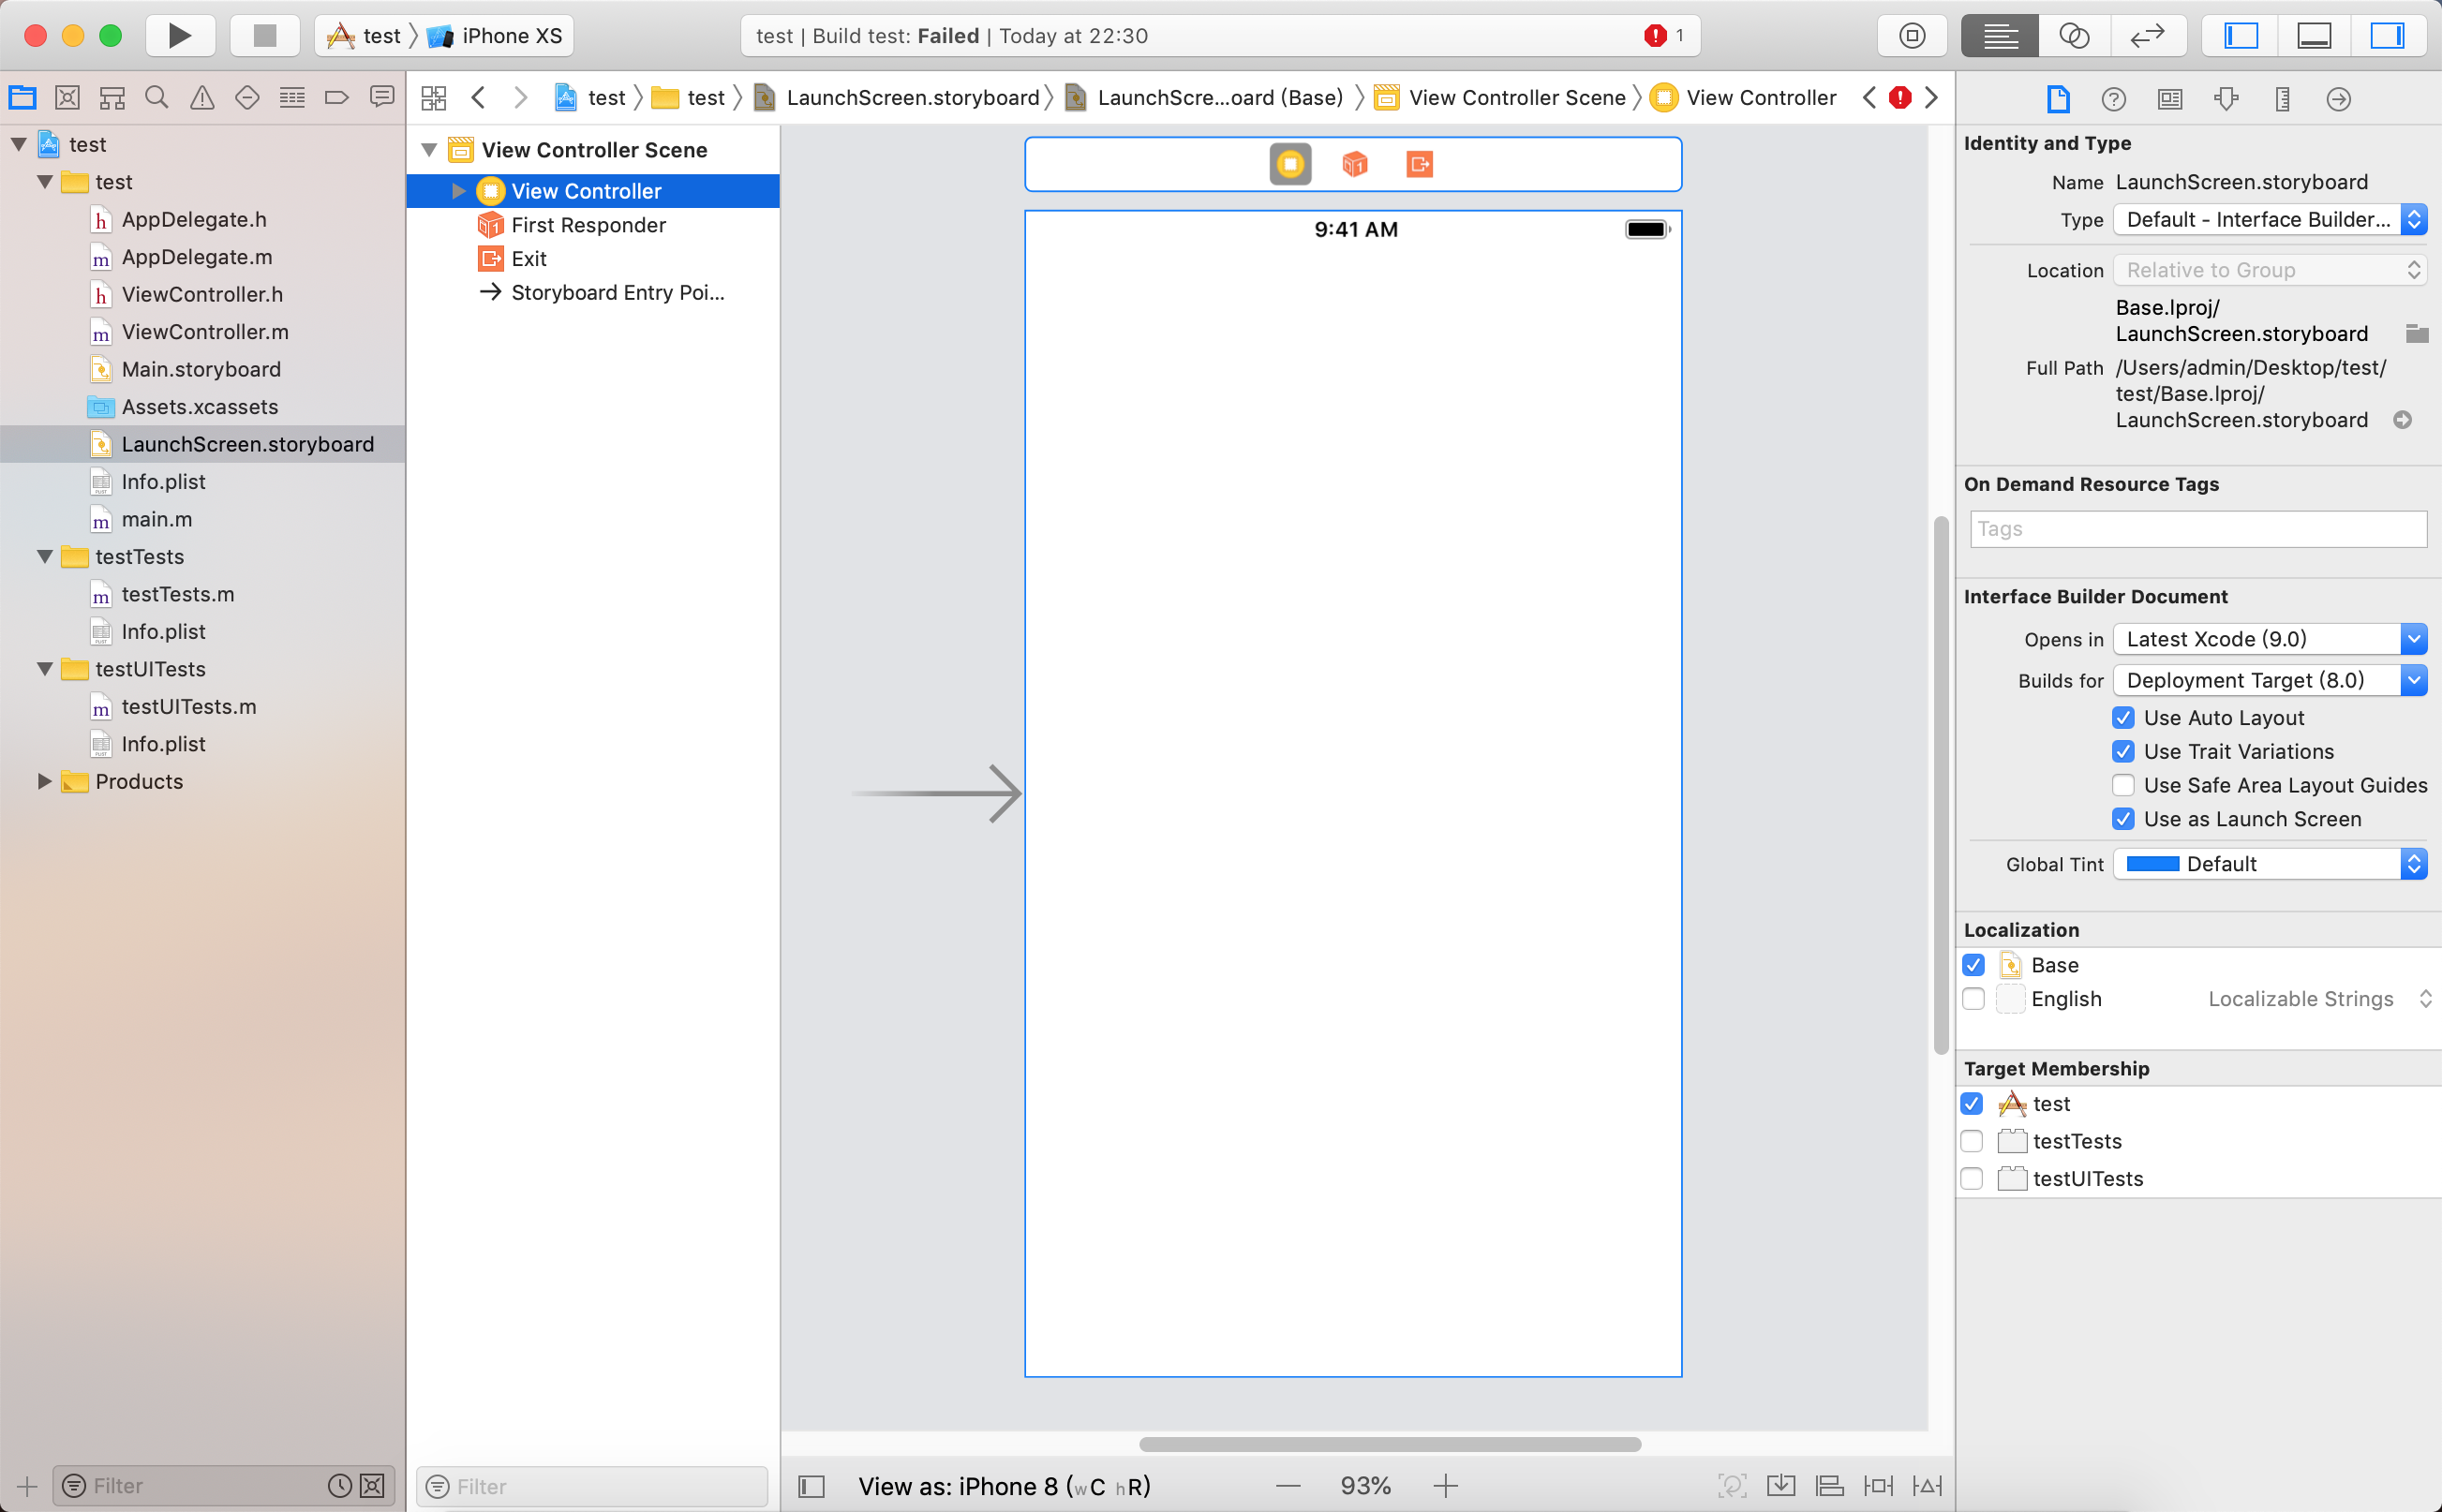 test
iPhone XS
test | Build test: Failed | Today at 22:30
1
test
test
LaunchScreen.storyboard
LaunchScre...oard (Base)
View Controller Scene
View Controller
test
test
AppDelegate.h
AppDelegate.m
ViewController.h
ViewController.m
Main.storyboard
Assets.xcassets
LaunchScreen.storyboard
Info.plist
main.m
testTests
testTests.m
Info.plist
testUITests
testUITests.m
Info.plist
Products
Filter
View Controller Scene
View Controller
First Responder
Exit
Storyboard Entry Poi...
Filter
9:41 AM
View as: iPhone 8 (wC hR)
93%
Identity and Type
Name LaunchScreen.storyboard
Type Default - Interface Builder...
Location Relative to Group
Base.lproj/
LaunchScreen.storyboard
Full Path /Users/admin/Desktop/test/
test/Base.lproj/
LaunchScreen.storyboard
On Demand Resource Tags
Tags
Interface Builder Document
Opens in Latest Xcode (9.0)
Builds for Deployment Target (8.0)
Use Auto Layout
Use Trait Variations
Use Safe Area Layout Guides
Use as Launch Screen
Global Tint Default
Localization
Base
English Localizable Strings
Target Membership
test
testTests
testUITests